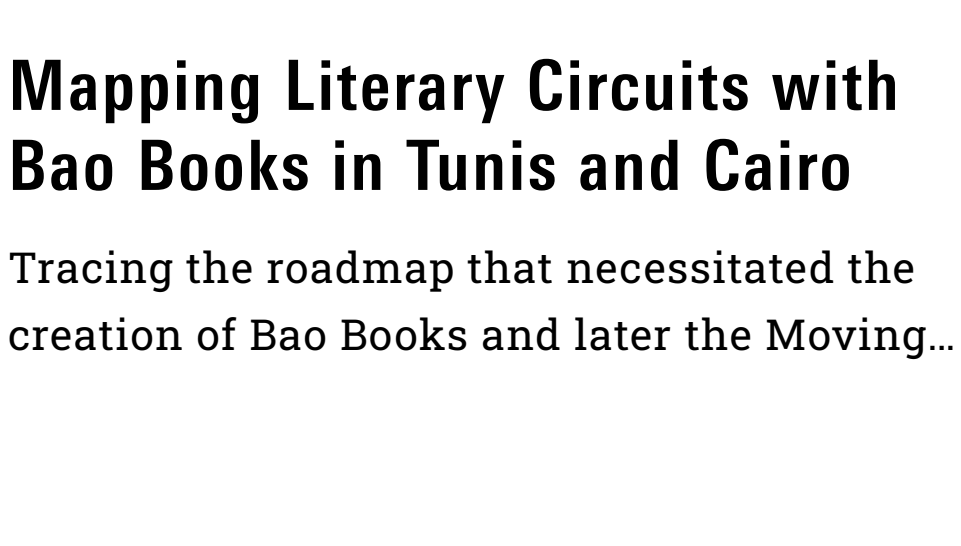 Mapping Literary Circuits with
Bao Books in Tunis and Cairo
Tracing the roadmap that necessitated the
creation of Bao Books and later the Moving…